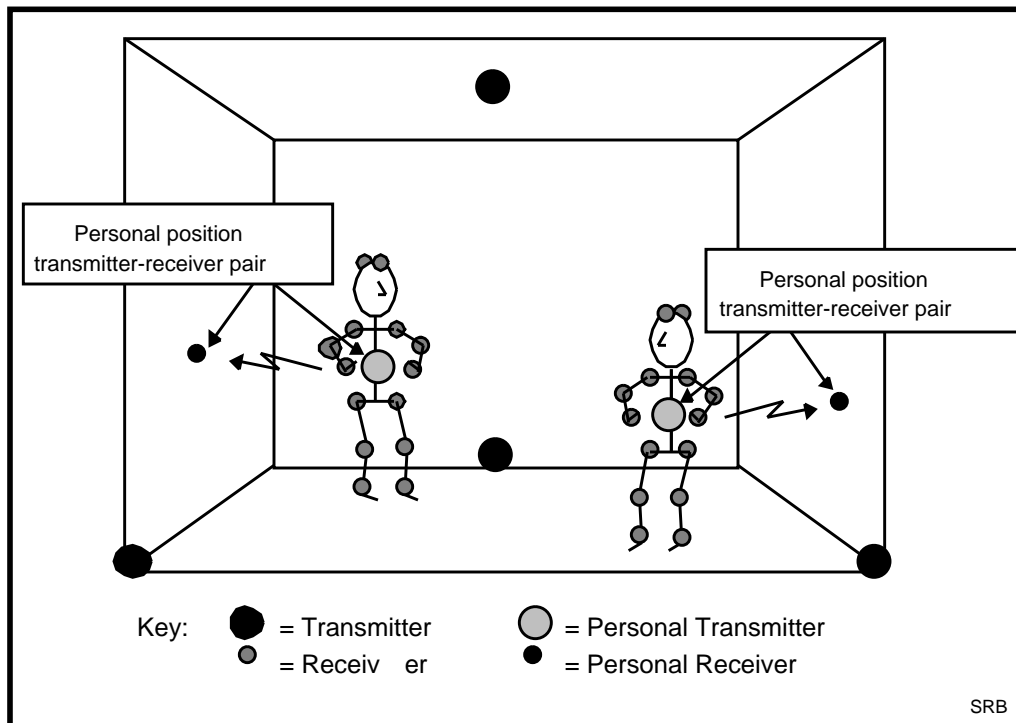 Personal position
transmitter-receiver pair
Personal position
transmitter-receiver pair
Key:
= Transmitter
= Personal Transmitter
= Receiv er
= Personal Receiver
SRB